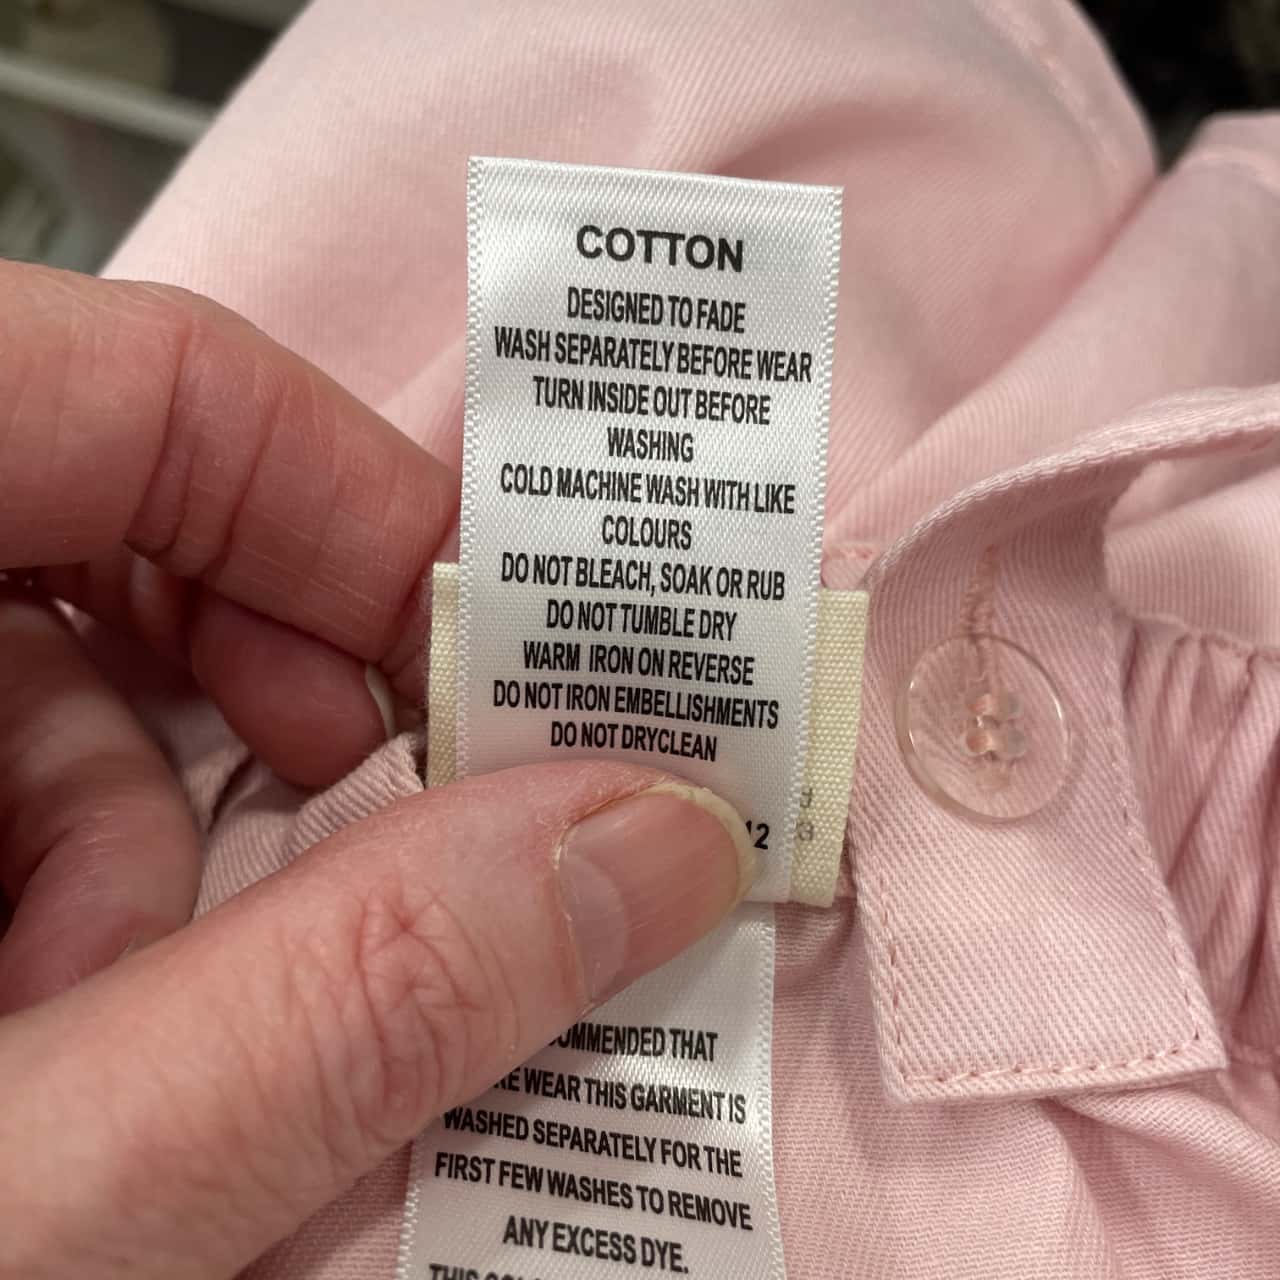 COTTON
DESIGNED TO FADE
WASH SEPARATELY BEFORE WEAR
TURN INSIDE OUT BEFORE
WASHING
COLD MACHINE WASH WITH LIKE
COLOURS
DO NOT BLEACH, SOAK OR RUB
DO NOT TUMBLE DRY
WARM IRON ON REVERSE
DO NOT IRON EMBELLISHMENTS
DO NOT DRYCLEAN
12
THAT
WEAR THIS GARMENT IS
WASHED SEPARATELY FOR THE
FIRST FEW WASHES TO REMOVE
ANY EXCESS DYE.
THIS